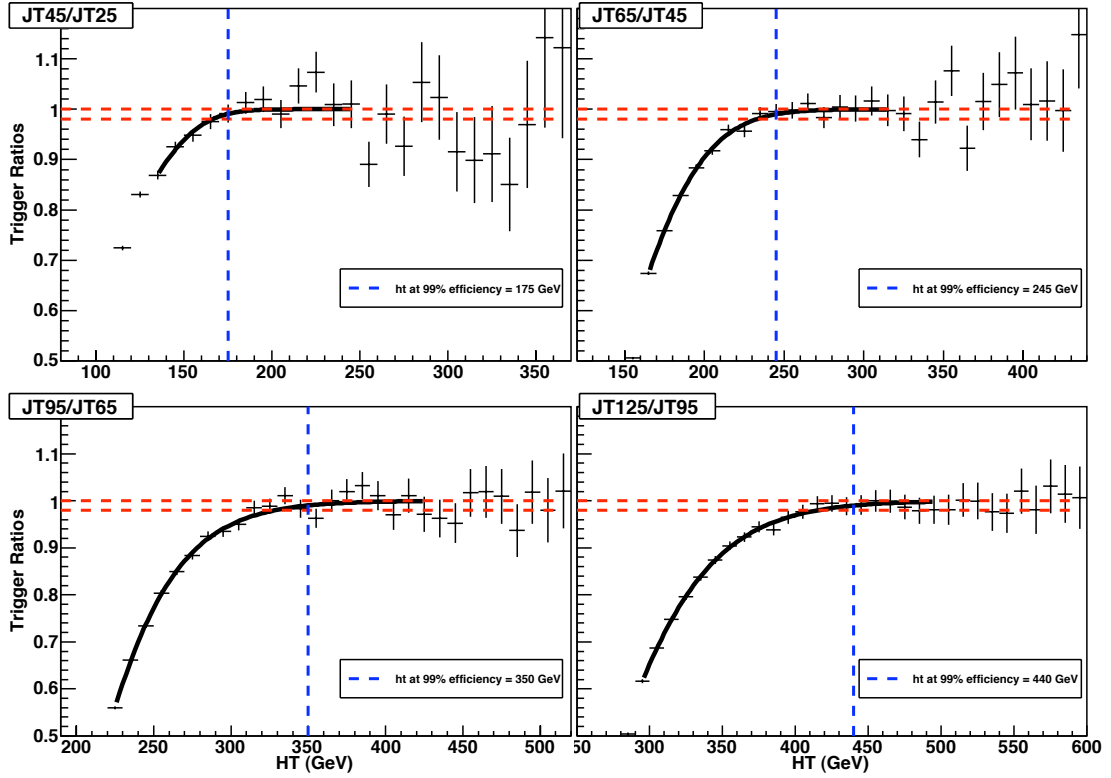 JT45/JT25
JT65/JT45
Trigger Ratios
1.1
1
0.9
0.8
0.7
0.6
0.5
ht at 99% efficiency = 175 GeV
ht at 99% efficiency = 245 GeV
100 150 200 250 300 350
150 200 250 300 350 400
JT95/JT65
JT125/JT95
Trigger Ratios
1.1
1
0.9
0.8
0.7
0.6
0.5
ht at 99% efficiency = 350 GeV
ht at 99% efficiency = 440 GeV
200 250 300 350 400 450 500
50 300 350 400 450 500 550 600
HT (GeV)
HT (GeV)